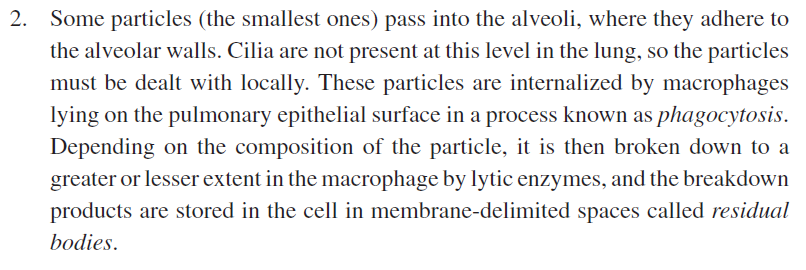 2. Some particles (the smallest ones) pass into the alveoli, where they adhere to
the alveolar walls. Cilia are not present at this level in the lung, so the particles
must be dealt with locally. These particles are internalized by macrophages
lying on the pulmonary epithelial surface in a process known as phagocytosis.
Depending on the composition of the particle, it is then broken down to a
greater or lesser extent in the macrophage by lytic enzymes, and the breakdown
products are stored in the cell in membrane-delimited spaces called residual
bodies.